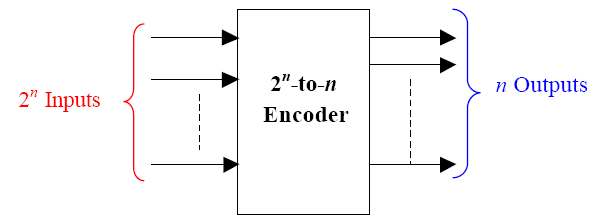 2ⁿ Inputs
2ⁿ-to-n
Encoder
n Outputs